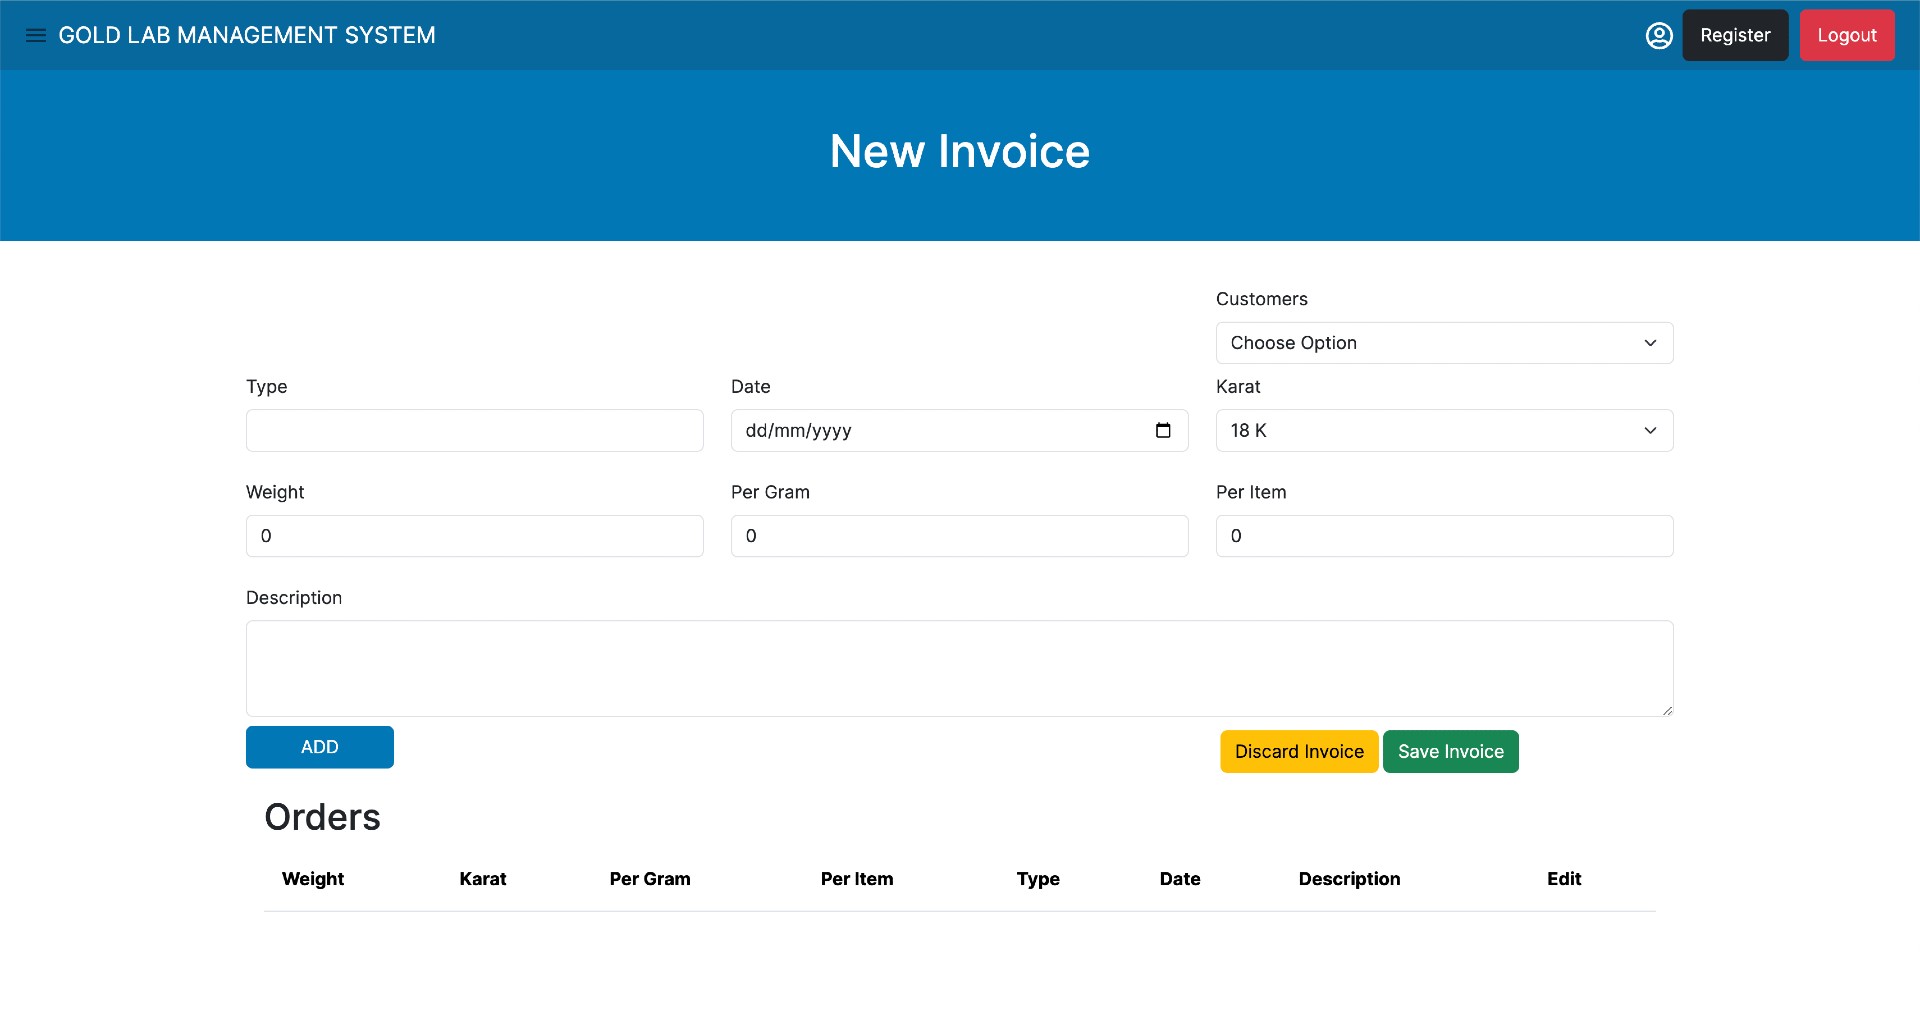 GOLD LAB MANAGEMENT SYSTEM
Register
Logout
New Invoice
Customers
Choose Option
Type
Date
Karat
dd/mm/yyyy
18 K
Weight
Per Gram
Per Item
0
0
0
Description
ADD
Discard Invoice
Save Invoice
Orders
Weight Karat Per Gram Per Item Type Date Description Edit